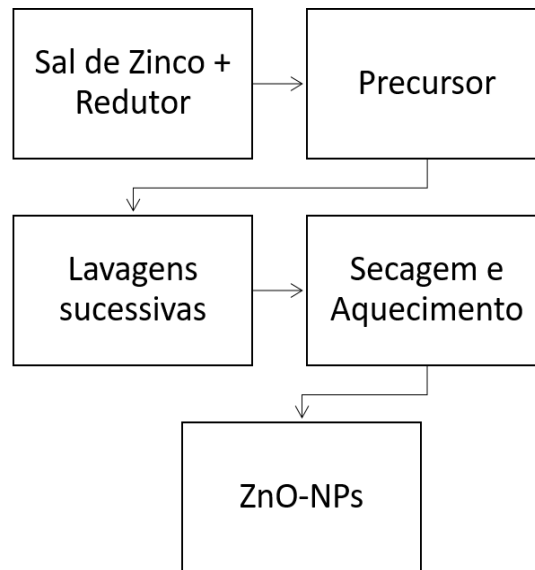 Sal de Zinco +
Redutor
Precursor
Lavagens
sucessivas
Secagem e
Aquecimento
ZnO-NPs